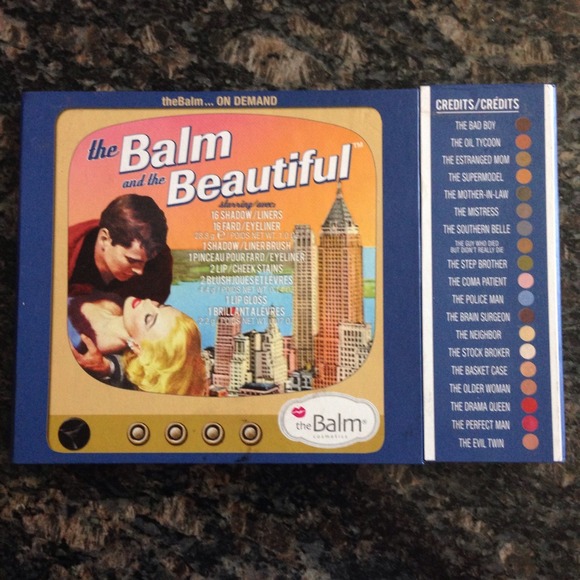 theBalm ... ON DEMAND
the Balm™
and the Beautiful
starring/avec:
16 SHADOW/LINERS
16 FARD/EYELINER
1 SHADOW/LINER BRUSH
1 PINCEAU POUR FARD/EYELINER
2 LIP/CHEEK STAINS
2 BLUSH JOUES ET LÈVRES
1 LIP GLOSS
1 BRILLANT À LÈVRES
theBalm®
cosmetics
CREDITS/CRÉDITS
THE BAD BOY
THE OIL TYCOON
THE ESTRANGED MOM
THE SUPERMODEL
THE MOTHER-IN-LAW
THE MISTRESS
THE SOUTHERN BELLE
THE GUY WHO DIED
BUT DIDN'T REALLY DIE
THE STEP BROTHER
THE COMA PATIENT
THE POLICE MAN
THE BRAIN SURGEON
THE NEIGHBOR
THE STOCK BROKER
THE BASKET CASE
THE OLDER WOMAN
THE DRAMA QUEEN
THE PERFECT MAN
THE EVIL TWIN